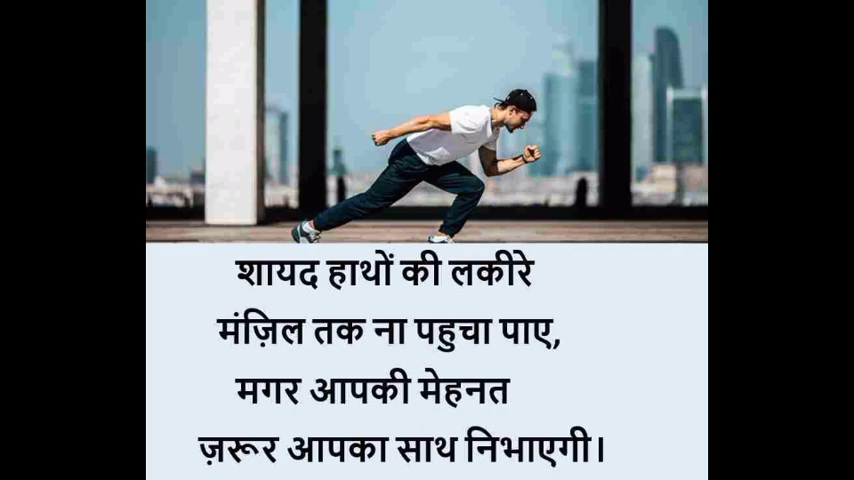 शायद हाथों की लकीरे
मंज़िल तक ना पहुचा पाए,
मगर आपकी मेहनत
ज़रूर आपका साथ निभाएगी।